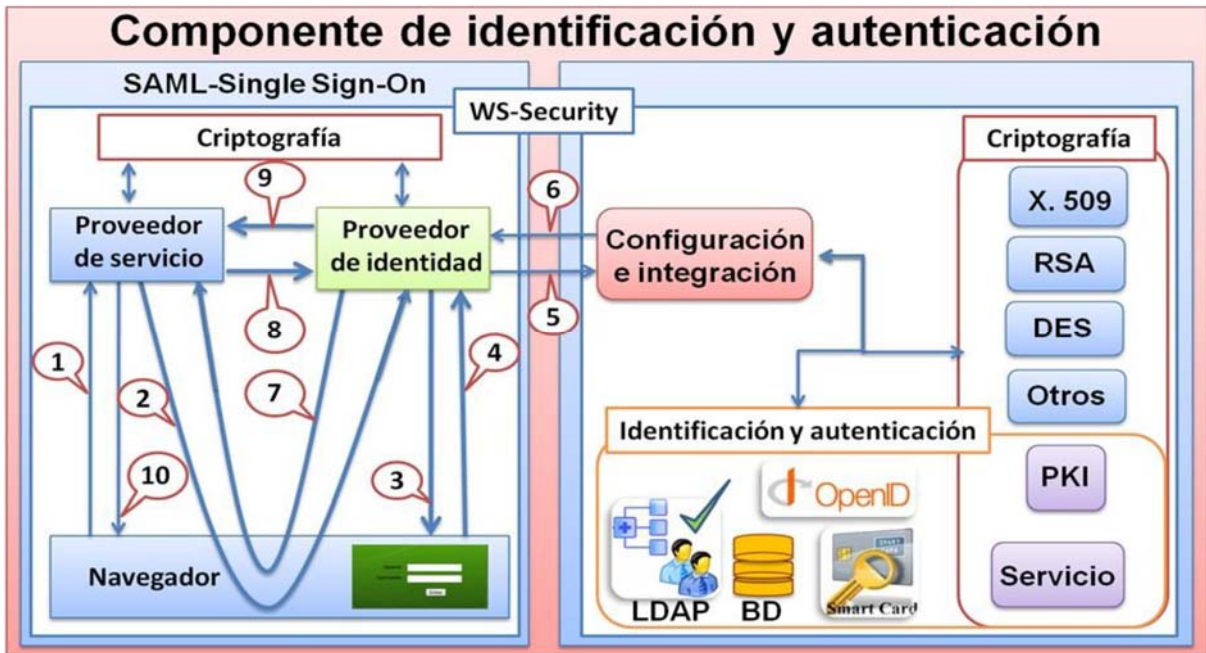 Componente de identificación y autenticación
SAML-Single Sign-On
WS-Security
Criptografía
9
Proveedor
de servicio
Proveedor
de identidad
8
1
2
7
4
10
3
Navegador
6
5
Configuración
e integración
Criptografía
X. 509
RSA
DES
Otros
PKI
Servicio
Identificación y autenticación
OpenID
LDAP
BD
Smart Card